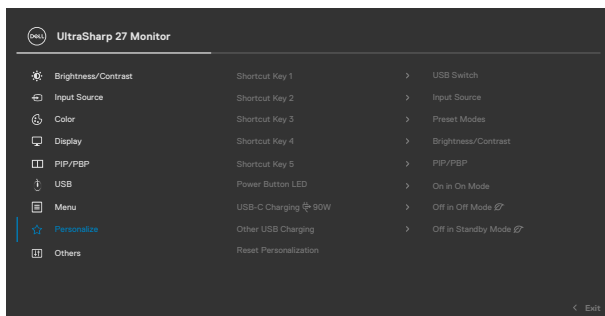 DELL UltraSharp 27 Monitor
Brightness/Contrast Shortcut Key 1 > USB Switch
Input Source Shortcut Key 2 > Input Source
Color Shortcut Key 3 > Preset Modes
Display Shortcut Key 4 > Brightness/Contrast
PIP/PBP Shortcut Key 5 > PIP/PBP
USB Power Button LED > On in On Mode
Menu USB-C Charging 90W > Off in Off Mode
Personalize Other USB Charging > Off in Standby Mode
Others Reset Personalization
< Exit